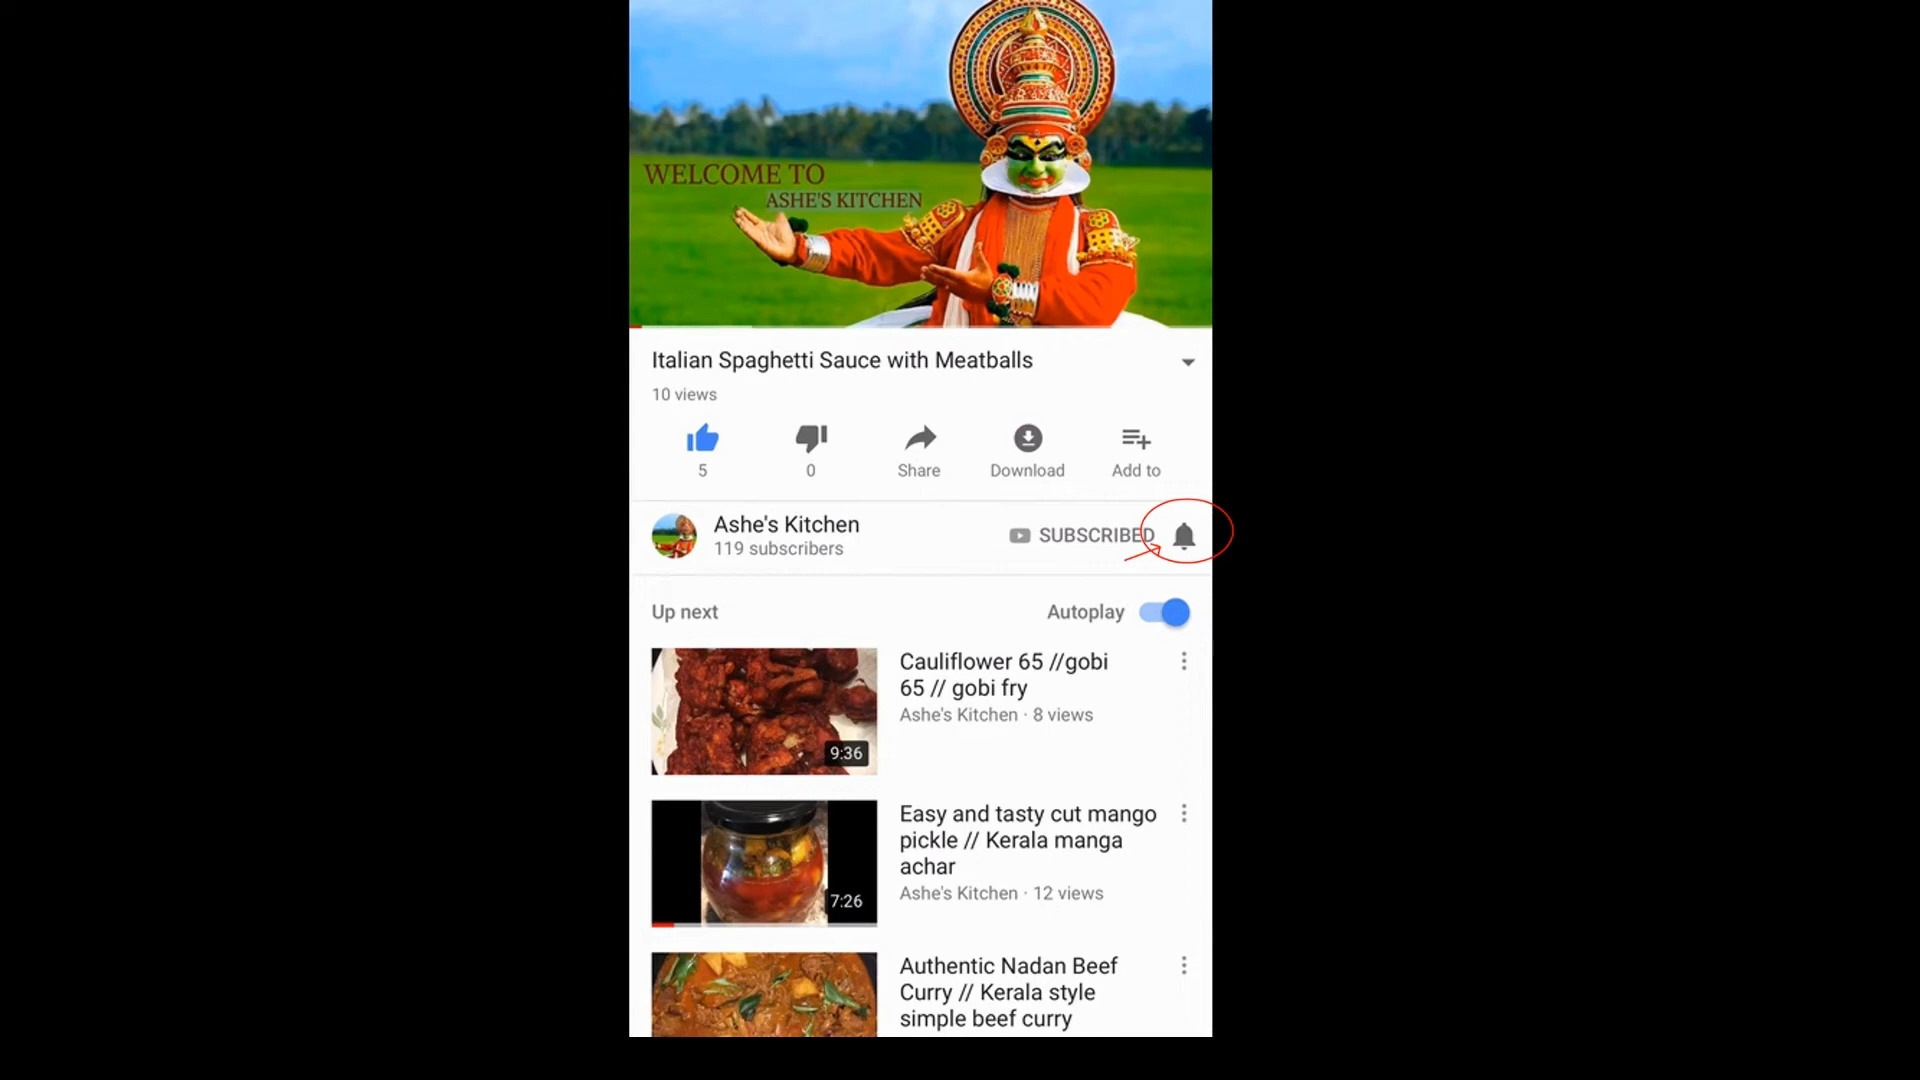 WELCOME TO
ASHE'S KITCHEN
Italian Spaghetti Sauce with Meatballs
10 views
5
0
Share
Download
Add to
Ashe's Kitchen
119 subscribers
SUBSCRIBED
Up next
Autoplay
Cauliflower 65 //gobi
65 // gobi fry
Ashe's Kitchen · 8 views
9:36
Easy and tasty cut mango
pickle // Kerala manga
achar
Ashe's Kitchen · 12 views
7:26
Authentic Nadan Beef
Curry // Kerala style
simple beef curry